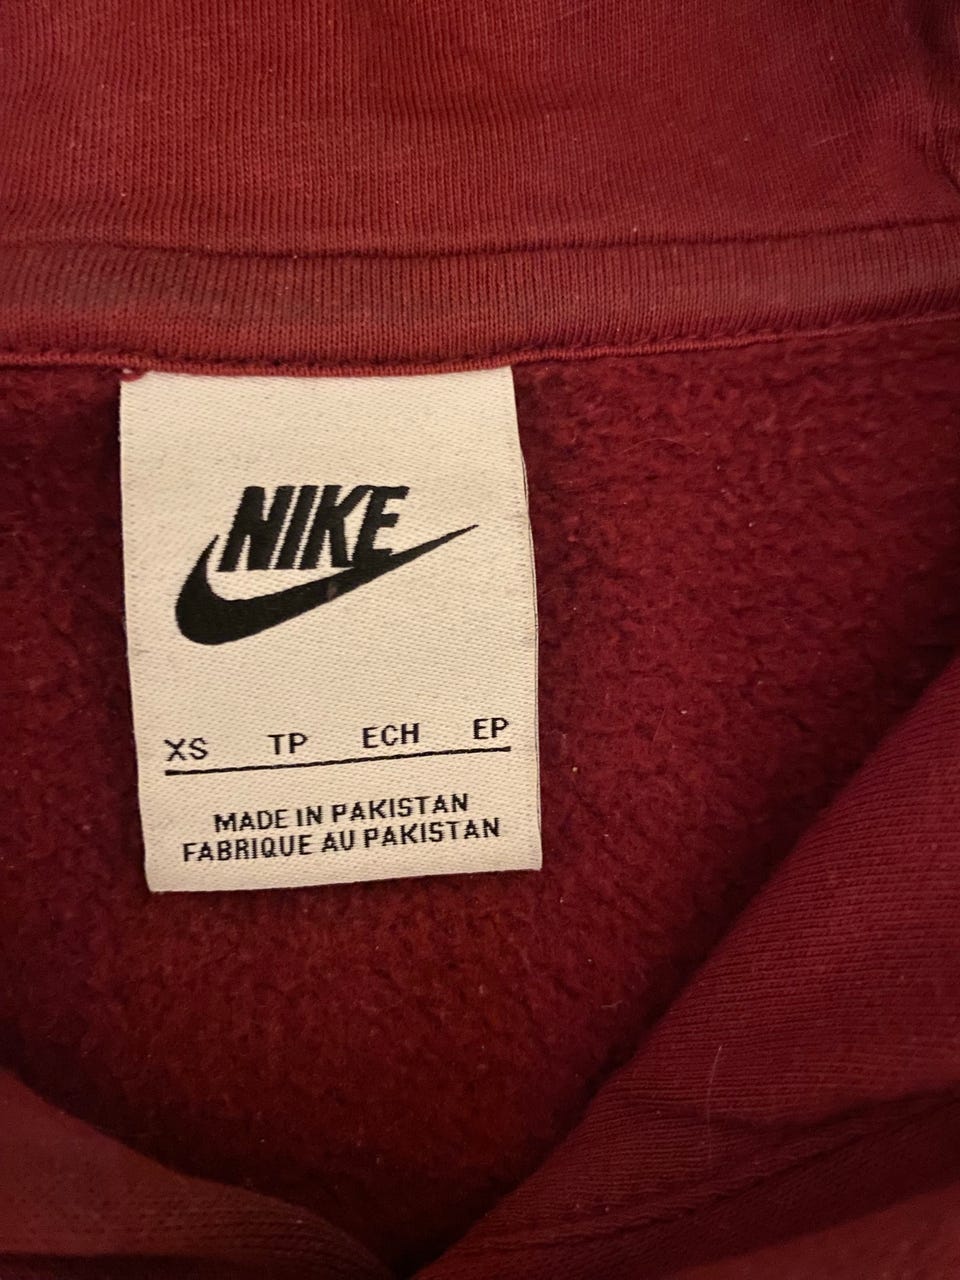 NIKE
XS TP ECH EP
MADE IN PAKISTAN
FABRIQUE AU PAKISTAN